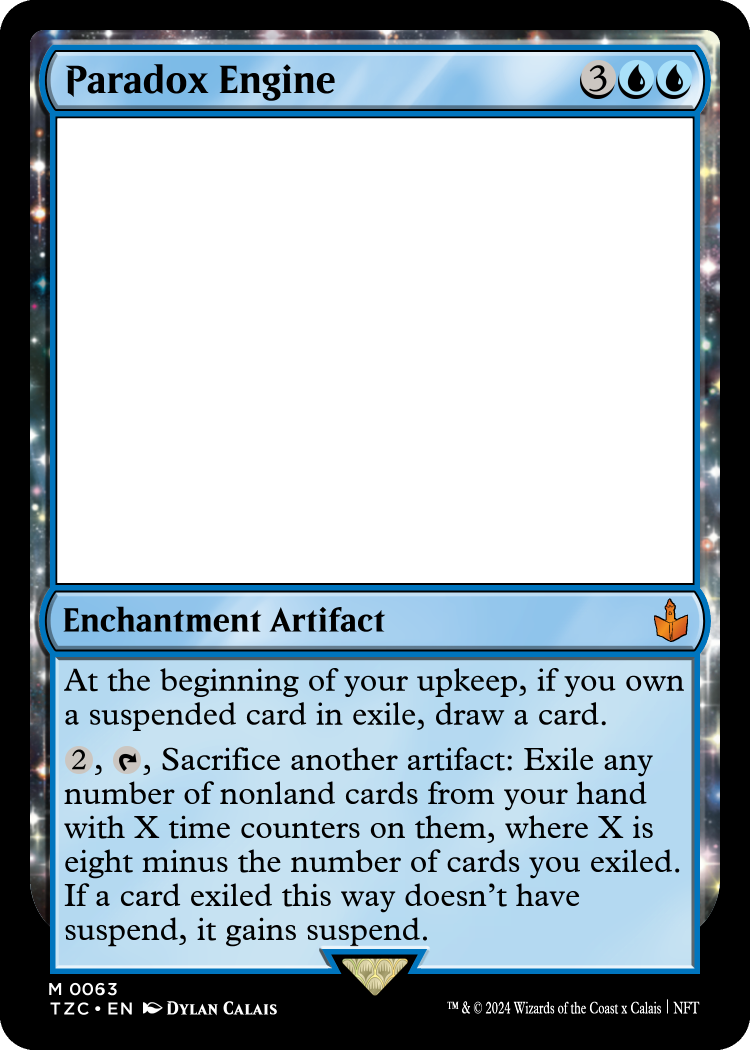 Paradox Engine 3
Enchantment Artifact
At the beginning of your upkeep, if you own
a suspended card in exile, draw a card.
2, , Sacrifice another artifact: Exile any
number of nonland cards from your hand
with X time counters on them, where X is
eight minus the number of cards you exiled.
If a card exiled this way doesn’t have
suspend, it gains suspend.
M 0063
TZC • EN DYLAN CALAIS
™ & © 2024 Wizards of the Coast x Calais | NFT